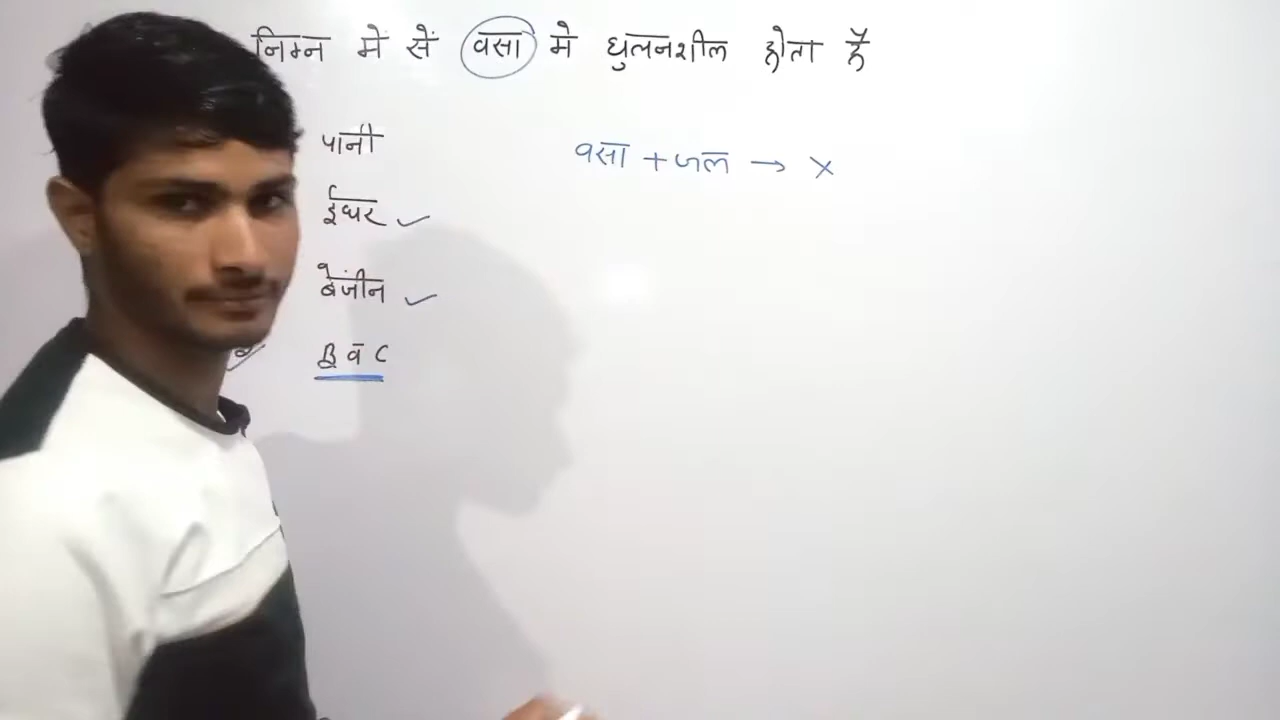 निम्न में सें वसा मे घुलनशील होता है
पानी
वसा + जल → ×
ईथर ✓
बेंजीन ✓
B व C